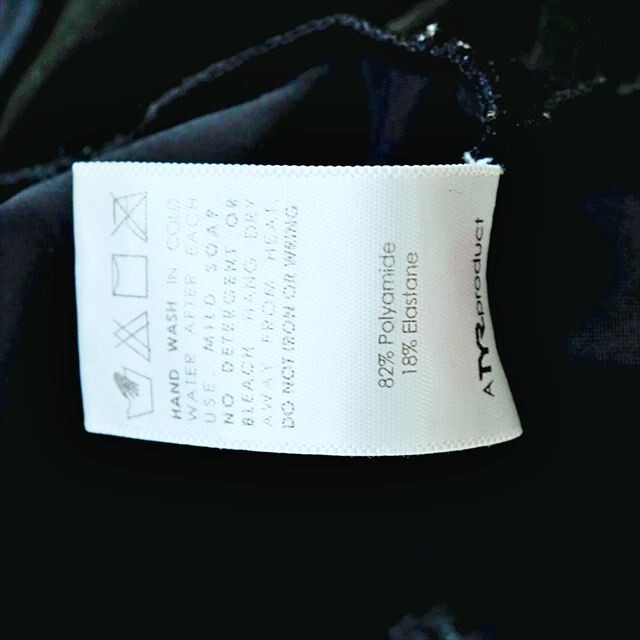 HAND WASH IN COLD
WATER AFTER EACH
USE. MILD SOAP
NO DETERGENT OR
BLEACH. HANG DRY
AWAY FROM HEAT.
DO NOT IRON OR WRING.
82% Polyamide
18% Elastane
A TYR product